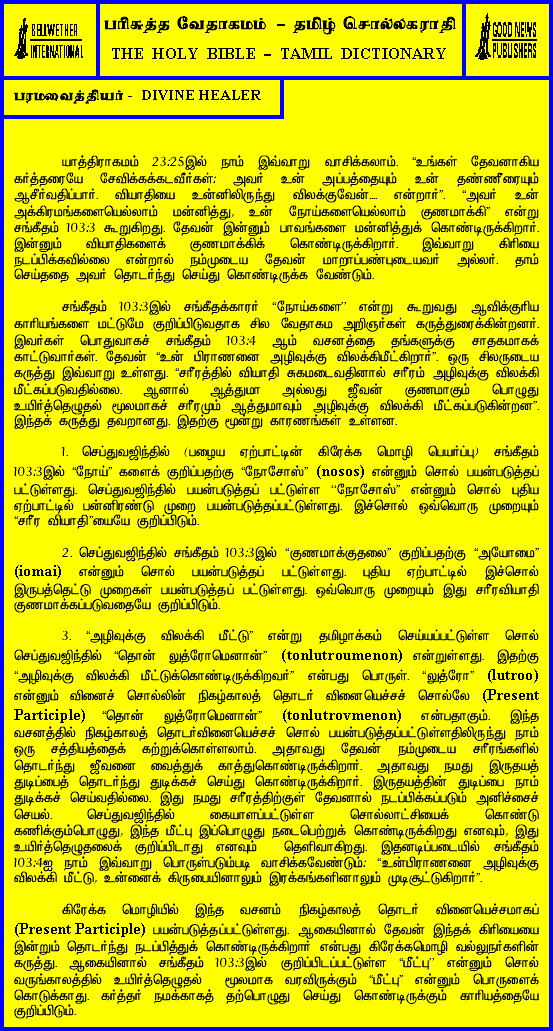 BELLWETHER
INTERNATIONAL
பரிசுத்த வேதாகமம் – தமிழ் சொல்லகராதி
THE HOLY BIBLE – TAMIL DICTIONARY
GOOD NEWS
PUBLISHERS
பரமவைத்தியர் - DIVINE HEALER
யாத்திராகமம் 23:25இல் நாம் இவ்வாறு வாசிக்கலாம். “உங்கள் தேவனாகிய
கர்த்தரையே சேவிக்கக்கடவீர்கள்; அவர் உன் அப்பத்தையும் உன் தண்ணீரையும்
ஆசீர்வதிப்பார். வியாதியை உன்னிலிருந்து விலக்குவேன்.... என்றார்”. “அவர் உன்
அக்கிரமங்களையெல்லாம் மன்னித்து, உன் நோய்களையெல்லாம் குணமாக்கி” என்று
சங்கீதம் 103:3 கூறுகிறது. தேவன் இன்னும் பாவங்களை மன்னித்துக் கொண்டிருக்கிறார்.
இன்னும் வியாதிகளைக் குணமாக்கிக் கொண்டிருக்கிறார். இவ்வாறு கிரியை
நடப்பிக்கவில்லை என்றால் நம்முடைய தேவன் மாறாப்பண்புடையவர் அல்லர். தாம்
செய்ததை அவர் தொடர்ந்து செய்து கொண்டிருக்க வேண்டும்.
சங்கீதம் 103:3இல் சங்கீதக்காரர் “நோய்களை” என்று கூறுவது ஆவிக்குரிய
காரியங்களை மட்டுமே குறிப்பிடுவதாக சில வேதாகம அறிஞர்கள் கருத்துரைக்கின்றனர்.
இவர்கள் பொதுவாகச் சங்கீதம் 103:4 ஆம் வசனத்தை தங்களுக்கு சாதகமாகக்
காட்டுவார்கள். தேவன் “உன் பிராணனை அழிவுக்கு விலக்கிமீட்கிறார்”. ஒரு சிலருடைய
கருத்து இவ்வாறு உள்ளது. “சரீரத்தில் வியாதி சுகமடைவதினால் சரீரம் அழிவுக்கு விலக்கி
மீட்கப்படுவதில்லை. ஆனால் ஆத்துமா அல்லது ஜீவன் குணமாகும் பொழுது
உயிர்த்தெழுதல் மூலமாகச் சரீரமும் ஆத்துமாவும் அழிவுக்கு விலக்கி மீட்கப்படுகின்றன”.
இந்தக் கருத்து தவறானது. இதற்கு மூன்று காரணங்கள் உள்ளன.
1. செப்துவஜிந்தில் (பழைய ஏற்பாட்டின் கிரேக்க மொழி பெயர்ப்பு) சங்கீதம்
103:3இல் “நோய்” களைக் குறிப்பதற்கு “நோசோஸ்” (nosos) என்னும் சொல் பயன்படுத்தப்
பட்டுள்ளது. செப்துவஜிந்தில் பயன்படுத்தப் பட்டுள்ள “நோசோஸ்” என்னும் சொல் புதிய
ஏற்பாட்டில் பன்னிரண்டு முறை பயன்படுத்தப்பட்டுள்ளது. இச்சொல் ஒவ்வொரு முறையும்
“சரீர வியாதி”யையே குறிப்பிடும்.
2. செப்துவஜிந்தில் சங்கீதம் 103:3இல் “குணமாக்குதலை” குறிப்பதற்கு “அயோமை”
(iomai) என்னும் சொல் பயன்படுத்தப் பட்டுள்ளது. புதிய ஏற்பாட்டில் இச்சொல்
இருபத்தெட்டு முறைகள் பயன்படுத்தப் பட்டுள்ளது. ஒவ்வொரு முறையும் இது சரீரவியாதி
குணமாக்கப்படுவதையே குறிப்பிடும்.
3. “அழிவுக்கு விலக்கி மீட்டு” என்று தமிழாக்கம் செய்யப்பட்டுள்ள சொல்
செப்துவஜிந்தில் “தொன் லுத்ரோமெனான்” (tonlutroumenon) என்றுள்ளது. இதற்கு
“அழிவுக்கு விலக்கி மீட்டுக்கொண்டிருக்கிறவர்” என்பது பொருள். “லுத்ரோ” (lutroo)
என்னும் வினைச் சொல்லின் நிகழ்காலத் தொடர் வினையெச்சச் சொல்லே (Present
Participle) “தொன் லுத்ரோமெனான்” (tonlutrovmenon) என்பதாகும். இந்த
வசனத்தில் நிகழ்காலத் தொடர்வினையெச்சச் சொல் பயன்படுத்தப்பட்டுள்ளதிலிருந்து நாம்
ஒரு சத்தியத்தைக் கற்றுக்கொள்ளலாம். அதாவது தேவன் நம்முடைய சரீரங்களில்
தொடர்ந்து ஜீவனை வைத்துக் காத்துகொண்டிருக்கிறார். அதாவது நமது இருதயத்
துடிப்பைத் தொடர்ந்து துடிக்கச் செய்து கொண்டிருக்கிறார். இருதயத்தின் துடிப்பை நாம்
துடிக்கச் செய்வதில்லை. இது நமது சரீரத்திற்குள் தேவனால் நடப்பிக்கப்படும் அனிச்சைச்
செயல். செப்துவஜிந்தில் கையாளப்பட்டுள்ள சொல்லாட்சியைக் கொண்டு
கணிக்கும்பொழுது, இந்த மீட்பு இப்பொழுது நடைபெற்றுக் கொண்டிருக்கிறது எனவும், இது
உயிர்த்தெழுதலைக் குறிப்பிடாது எனவும் தெளிவாகிறது. இதனடிப்படையில் சங்கீதம்
103:4ஐ நாம் இவ்வாறு பொருள்படும்படி வாசிக்கவேண்டும்; “உன்பிராணனை அழிவுக்கு
விலக்கி மீட்டு, உன்னைக் கிருபையினாலும் இரக்கங்களினாலும் முடிசூட்டுகிறார்”.
கிரேக்க மொழியில் இந்த வசனம் நிகழ்காலத் தொடர் வினையெச்சமாகப்
(Present Participle) பயன்படுத்தப்பட்டுள்ளது. ஆகையினால் தேவன் இந்தக் கிரியையை
இன்றும் தொடர்ந்து நடப்பித்துக் கொண்டிருக்கிறார் என்பது கிரேக்கமொழி வல்லுநர்களின்
கருத்து. ஆகையினால் சங்கீதம் 103:3இல் குறிப்பிடப்பட்டுள்ள “மீட்பு” என்னும் சொல்
வருங்காலத்தில் உயிர்த்தெழுதல் மூலமாக வரவிருக்கும் “மீட்பு” என்னும் பொருளைக்
கொடுக்காது. கர்த்தர் நமக்காகத் தற்பொழுது செய்து கொண்டிருக்கும் காரியத்தையே
குறிப்பிடும்.